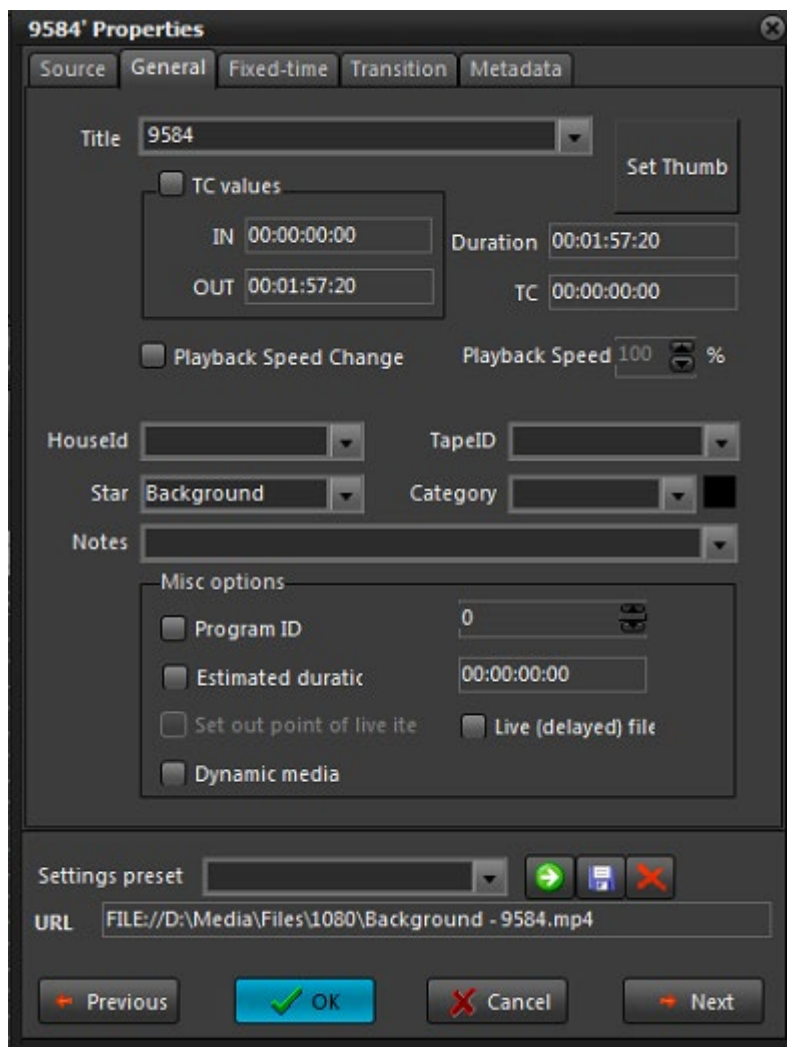 9584' Properties
Source General Fixed-time Transition Metadata
Title 9584
Set Thumb
TC values
IN 00:00:00:00 Duration 00:01:57:20
OUT 00:01:57:20 TC 00:00:00:00
Playback Speed Change Playback Speed 100 %
HouseId TapeID
Star Background Category
Notes
Misc options
Program ID 0
Estimated duratic 00:00:00:00
Set out point of live ite Live (delayed) file
Dynamic media
Settings preset
URL FILE://D:\Media\Files\1080\Background - 9584.mp4
Previous OK Cancel Next